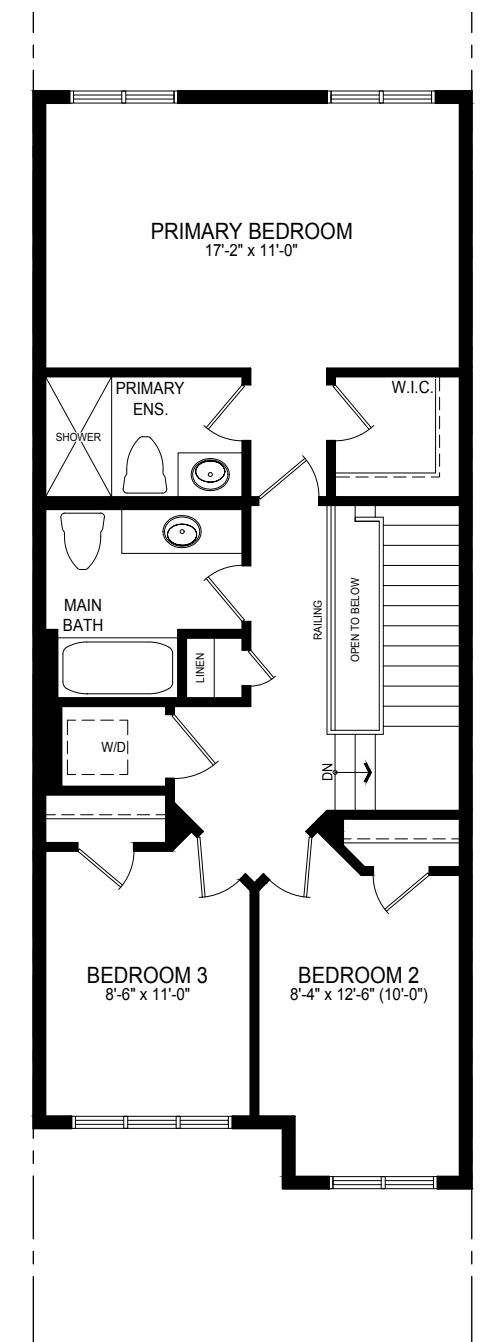 PRIMARY BEDROOM
17'-2" x 11'-0"
PRIMARY
ENS.
SHOWER
W.I.C.
MAIN
BATH
LINEN
RAILING
OPEN TO BELOW
W/D
DN
BEDROOM 3
8'-6" x 11'-0"
BEDROOM 2
8'-4" x 12'-6" (10'-0")